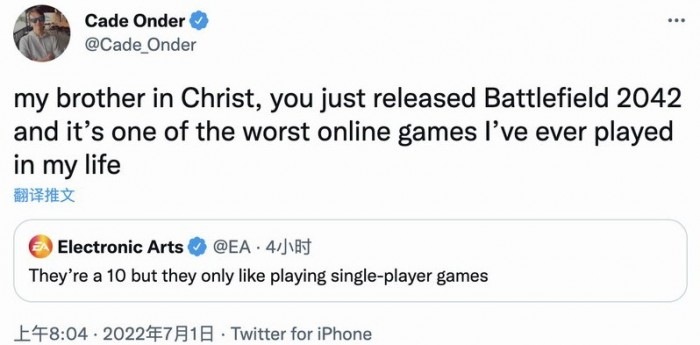 Cade Onder
@Cade_Onder
my brother in Christ, you just released Battlefield 2042
and it's one of the worst online games I've ever played
in my life
翻译推文
EA Electronic Arts @EA · 4小时
They're a 10 but they only like playing single-player games
上午8:04 · 2022年7月1日 · Twitter for iPhone